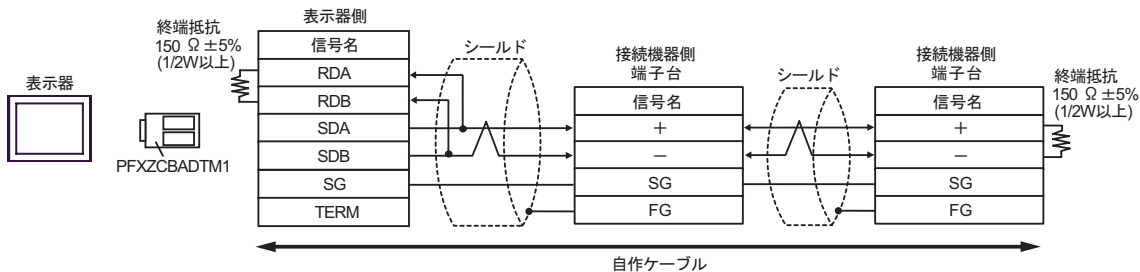 表示器
PFXZCBADTM1
終端抵抗
150 Ω ±5%
(1/2W以上)
表示器側
信号名
RDA
RDB
SDA
SDB
SG
TERM
シールド
接続機器側
端子台
信号名
+
−
SG
FG
シールド
接続機器側
端子台
信号名
+
−
SG
FG
終端抵抗
150 Ω ±5%
(1/2W以上)
自作ケーブル